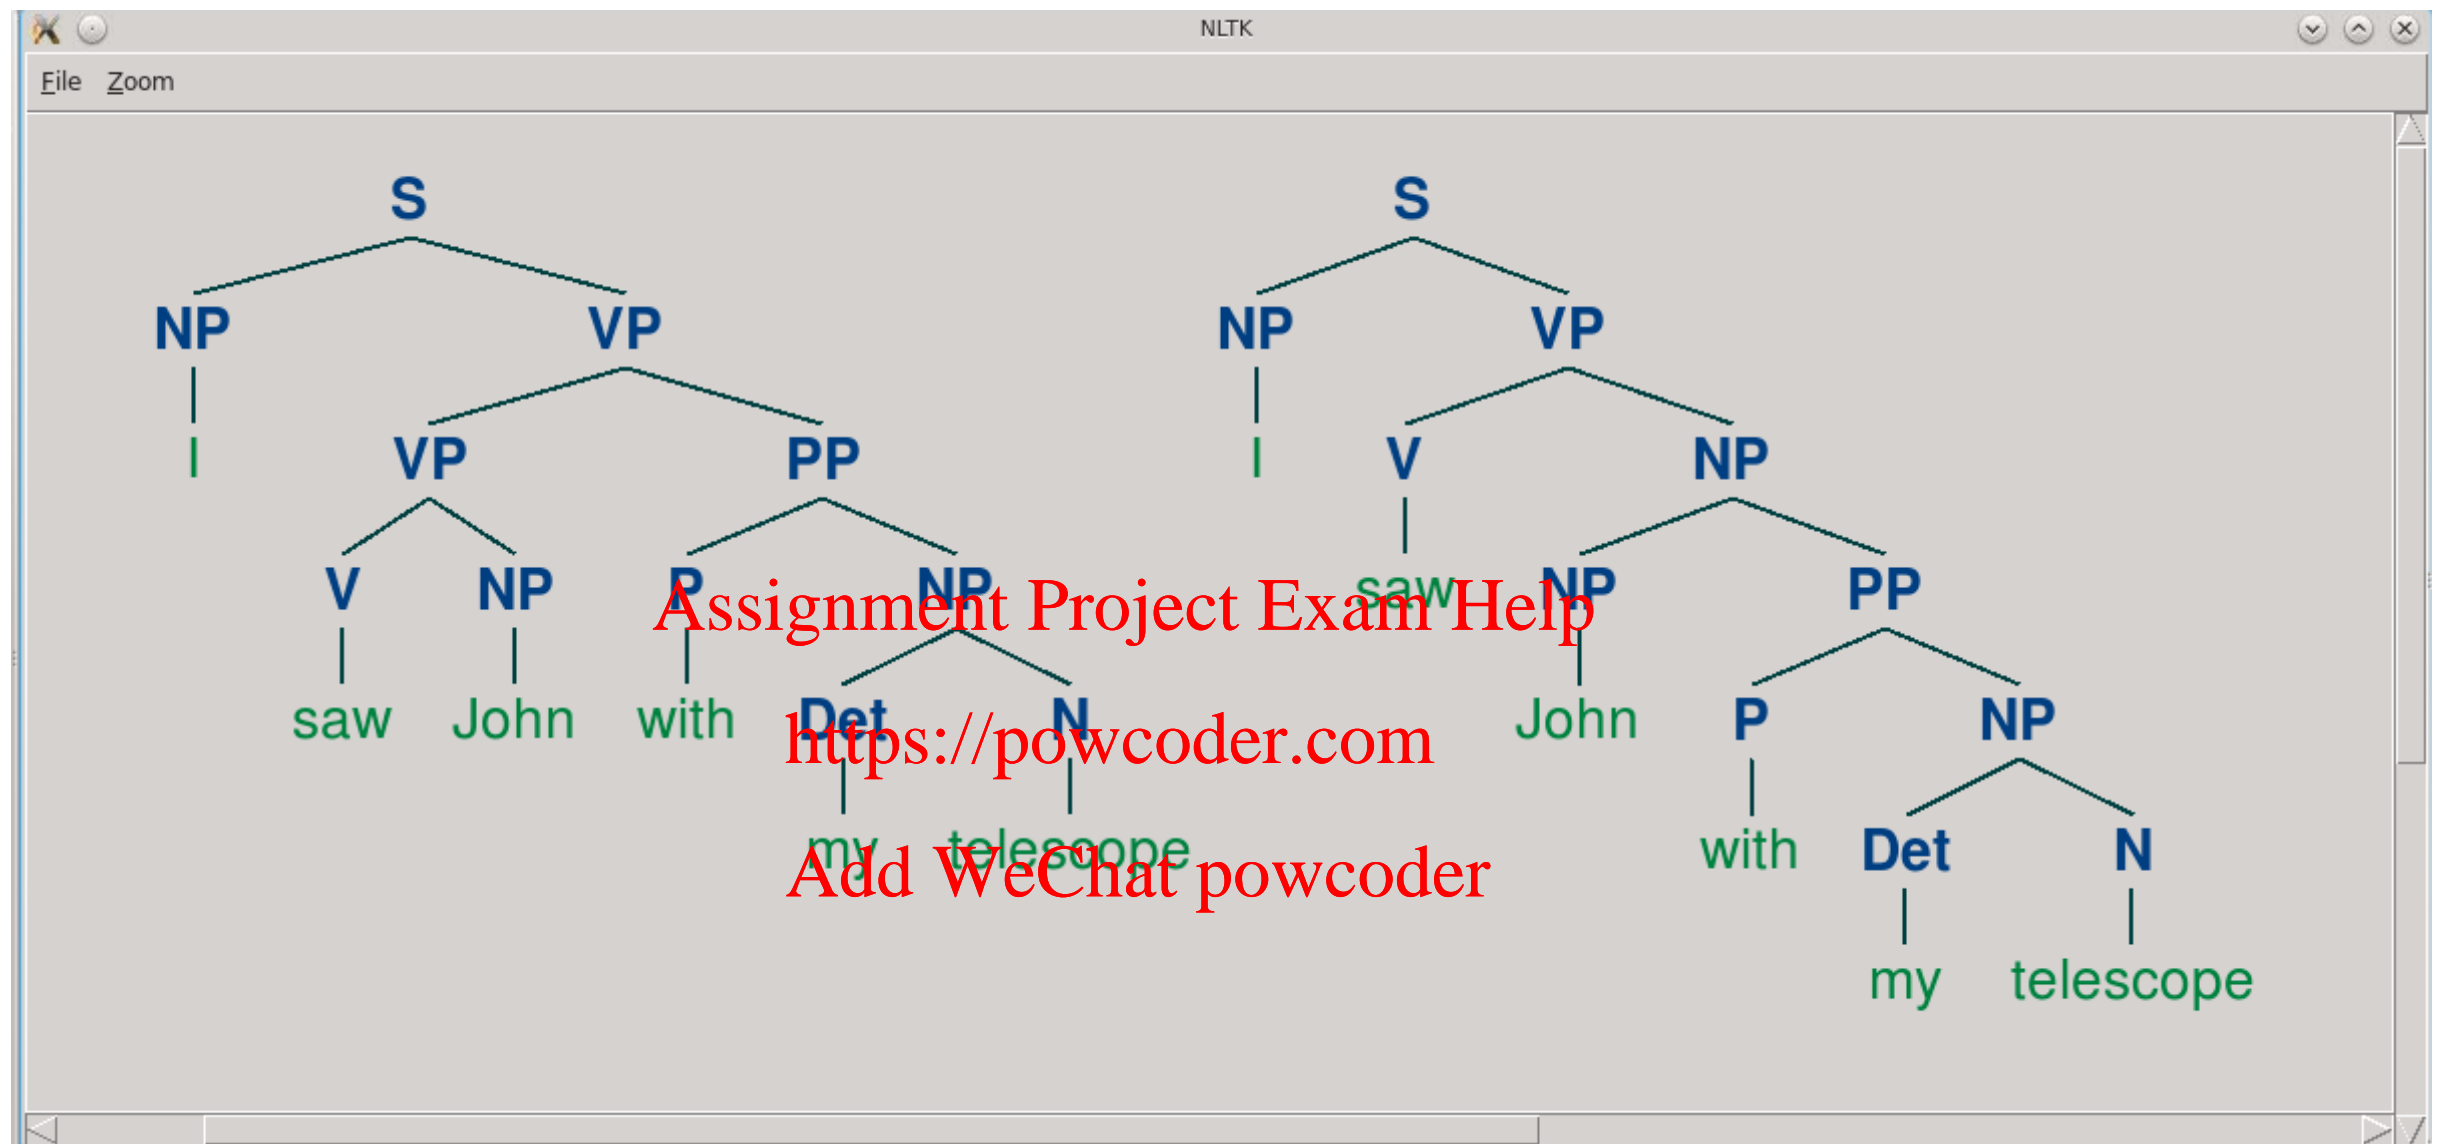 NLTK
File Zoom
S S
NP VP NP VP
I VP PP I V NP
V NP P NP saw NP PP
Assignment Project Exam Help
saw John with Det N John P NP
https://powcoder.com
my telescope with Det N
Add WeChat powcoder
my telescope